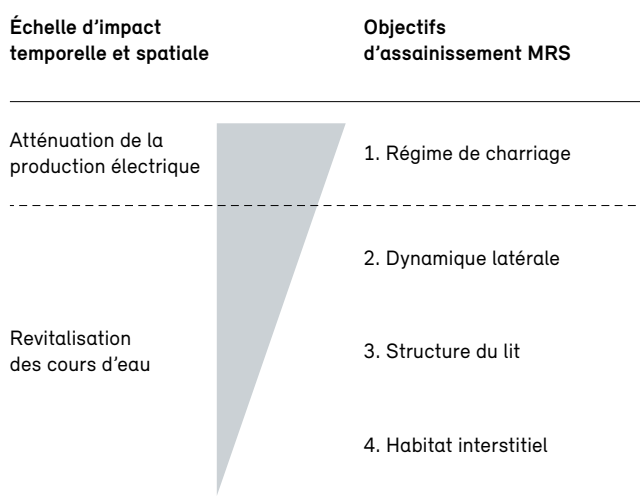 Échelle d’impact
temporelle et spatiale
Objectifs
d’assainissement MRS
Atténuation de la
production électrique
1. Régime de charriage
2. Dynamique latérale
Revitalisation
des cours d’eau
3. Structure du lit
4. Habitat interstitiel